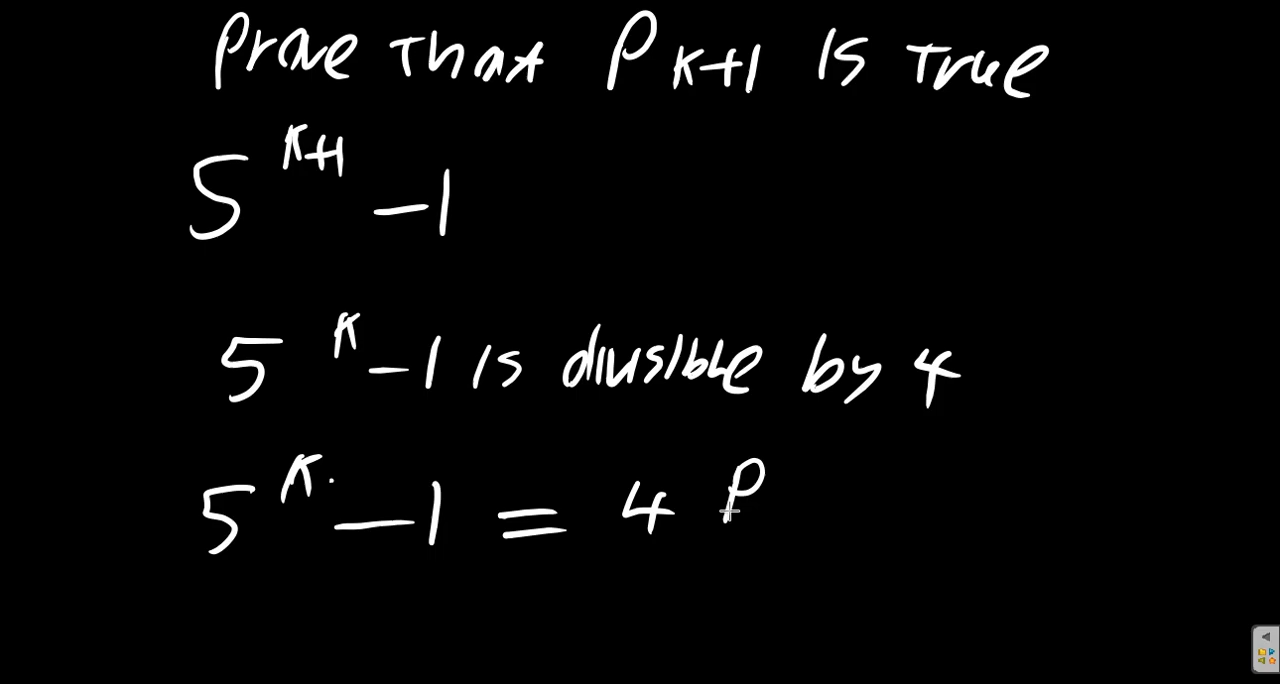 Prove that P k+1 is true
5^{k+1} - 1
5^k - 1 is divisible by 4
5^k - 1 = 4 P